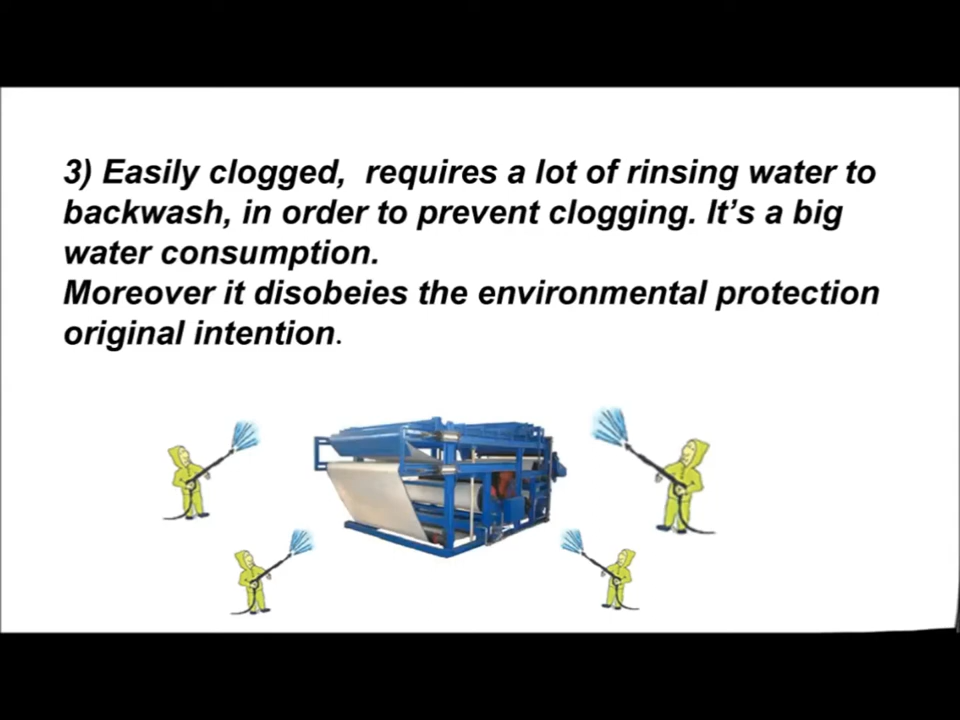 3) Easily clogged,  requires a lot of rinsing water to
backwash, in order to prevent clogging. It’s a big
water consumption.
Moreover it disobeies the environmental protection
original intention.